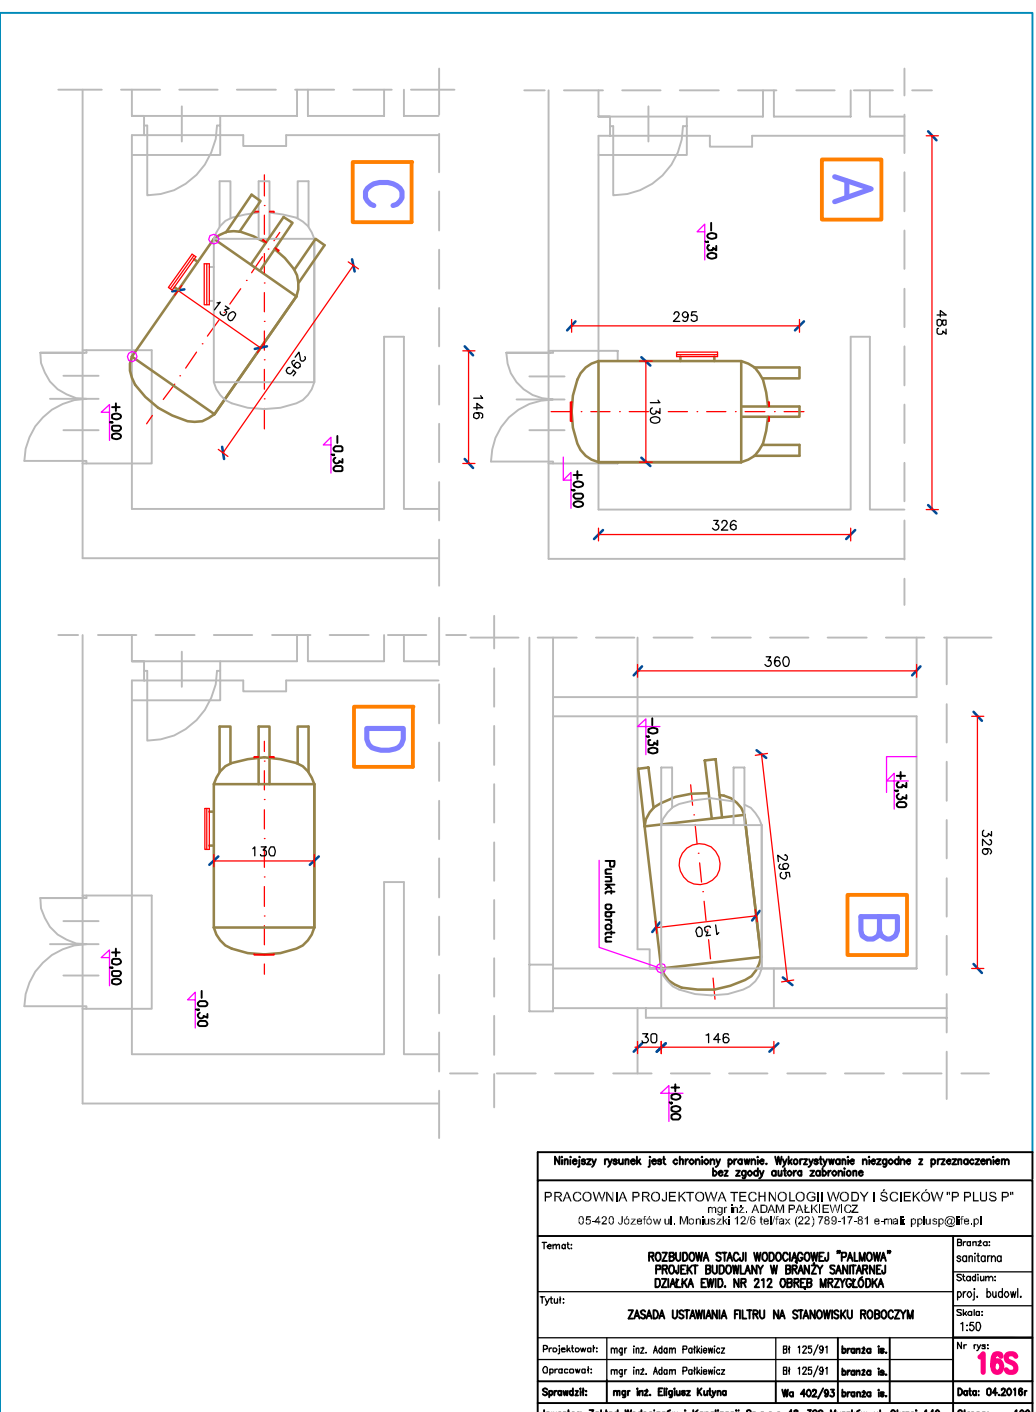 C
130
295
146
+0,00
-0,30
A
-0,30
295
130
483
326
+0,00
D
130
+0,00
-0,30
360
-0,30
+3,30
326
295
130
B
Punkt obrotu
30
146
+0,00
Niniejszy rysunek jest chroniony prawnie. Wykorzystywanie niezgodne z przeznaczeniem
bez zgody autora zabronione
PRACOWNIA PROJEKTOWA TECHNOLOGII WODY I ŚCIEKÓW "P PLUS P"
mgr inż. ADAM PAŁKIEWICZ
05-420 Józefów ul. Moniuszki 12/6 tel/fax (22) 789-17-81 e-mail: pplusp@life.pl
Temat:
ROZBUDOWA STACJI WODOCIĄGOWEJ "PALMOWA"
PROJEKT BUDOWLANY W BRANŻY SANITARNEJ
DZIAŁKA EWID. NR 212 OBRĘB MRZYGŁÓDKA
Branża:
sanitarna
Stadium:
proj. budowl.
Tytuł:
ZASADA USTAWIANIA FILTRU NA STANOWISKU ROBOCZYM
Skala:
1:50
Projektował: mgr inż. Adam Pałkiewicz Bł 125/91 branża is.
Nr rys:
16S
Opracował: mgr inż. Adam Pałkiewicz Bł 125/91 branża is.
Sprawdził: mgr inż. Eligiusz Kutyna Wa 402/93 branża is.
Data: 04.2016r